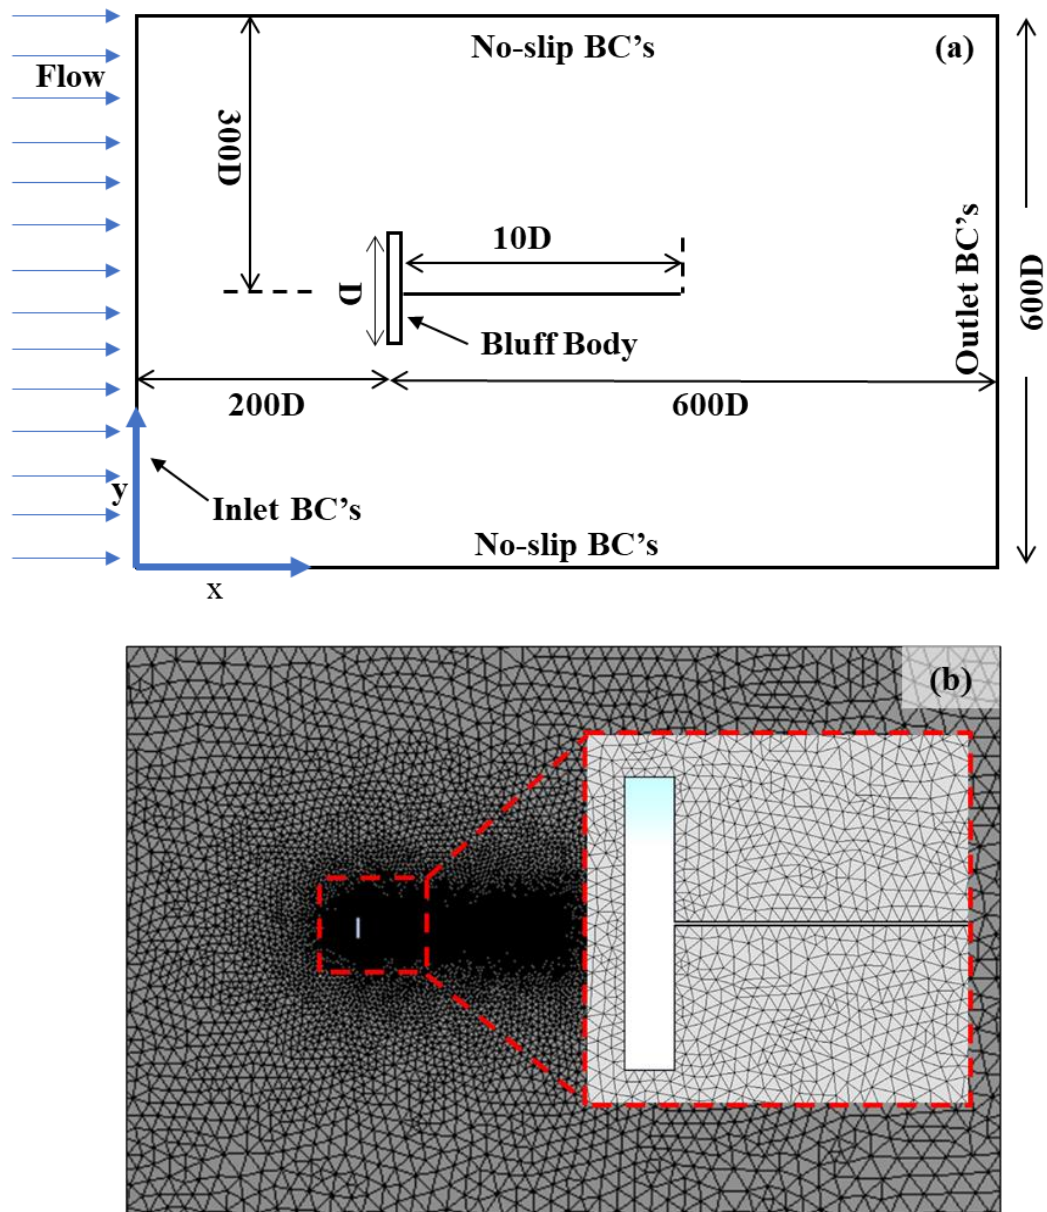 No-slip BC's
(a)
Flow
300D
10D
D
Bluff Body
Outlet BC's
600D
200D
600D
y
Inlet BC's
No-slip BC's
x
(b)